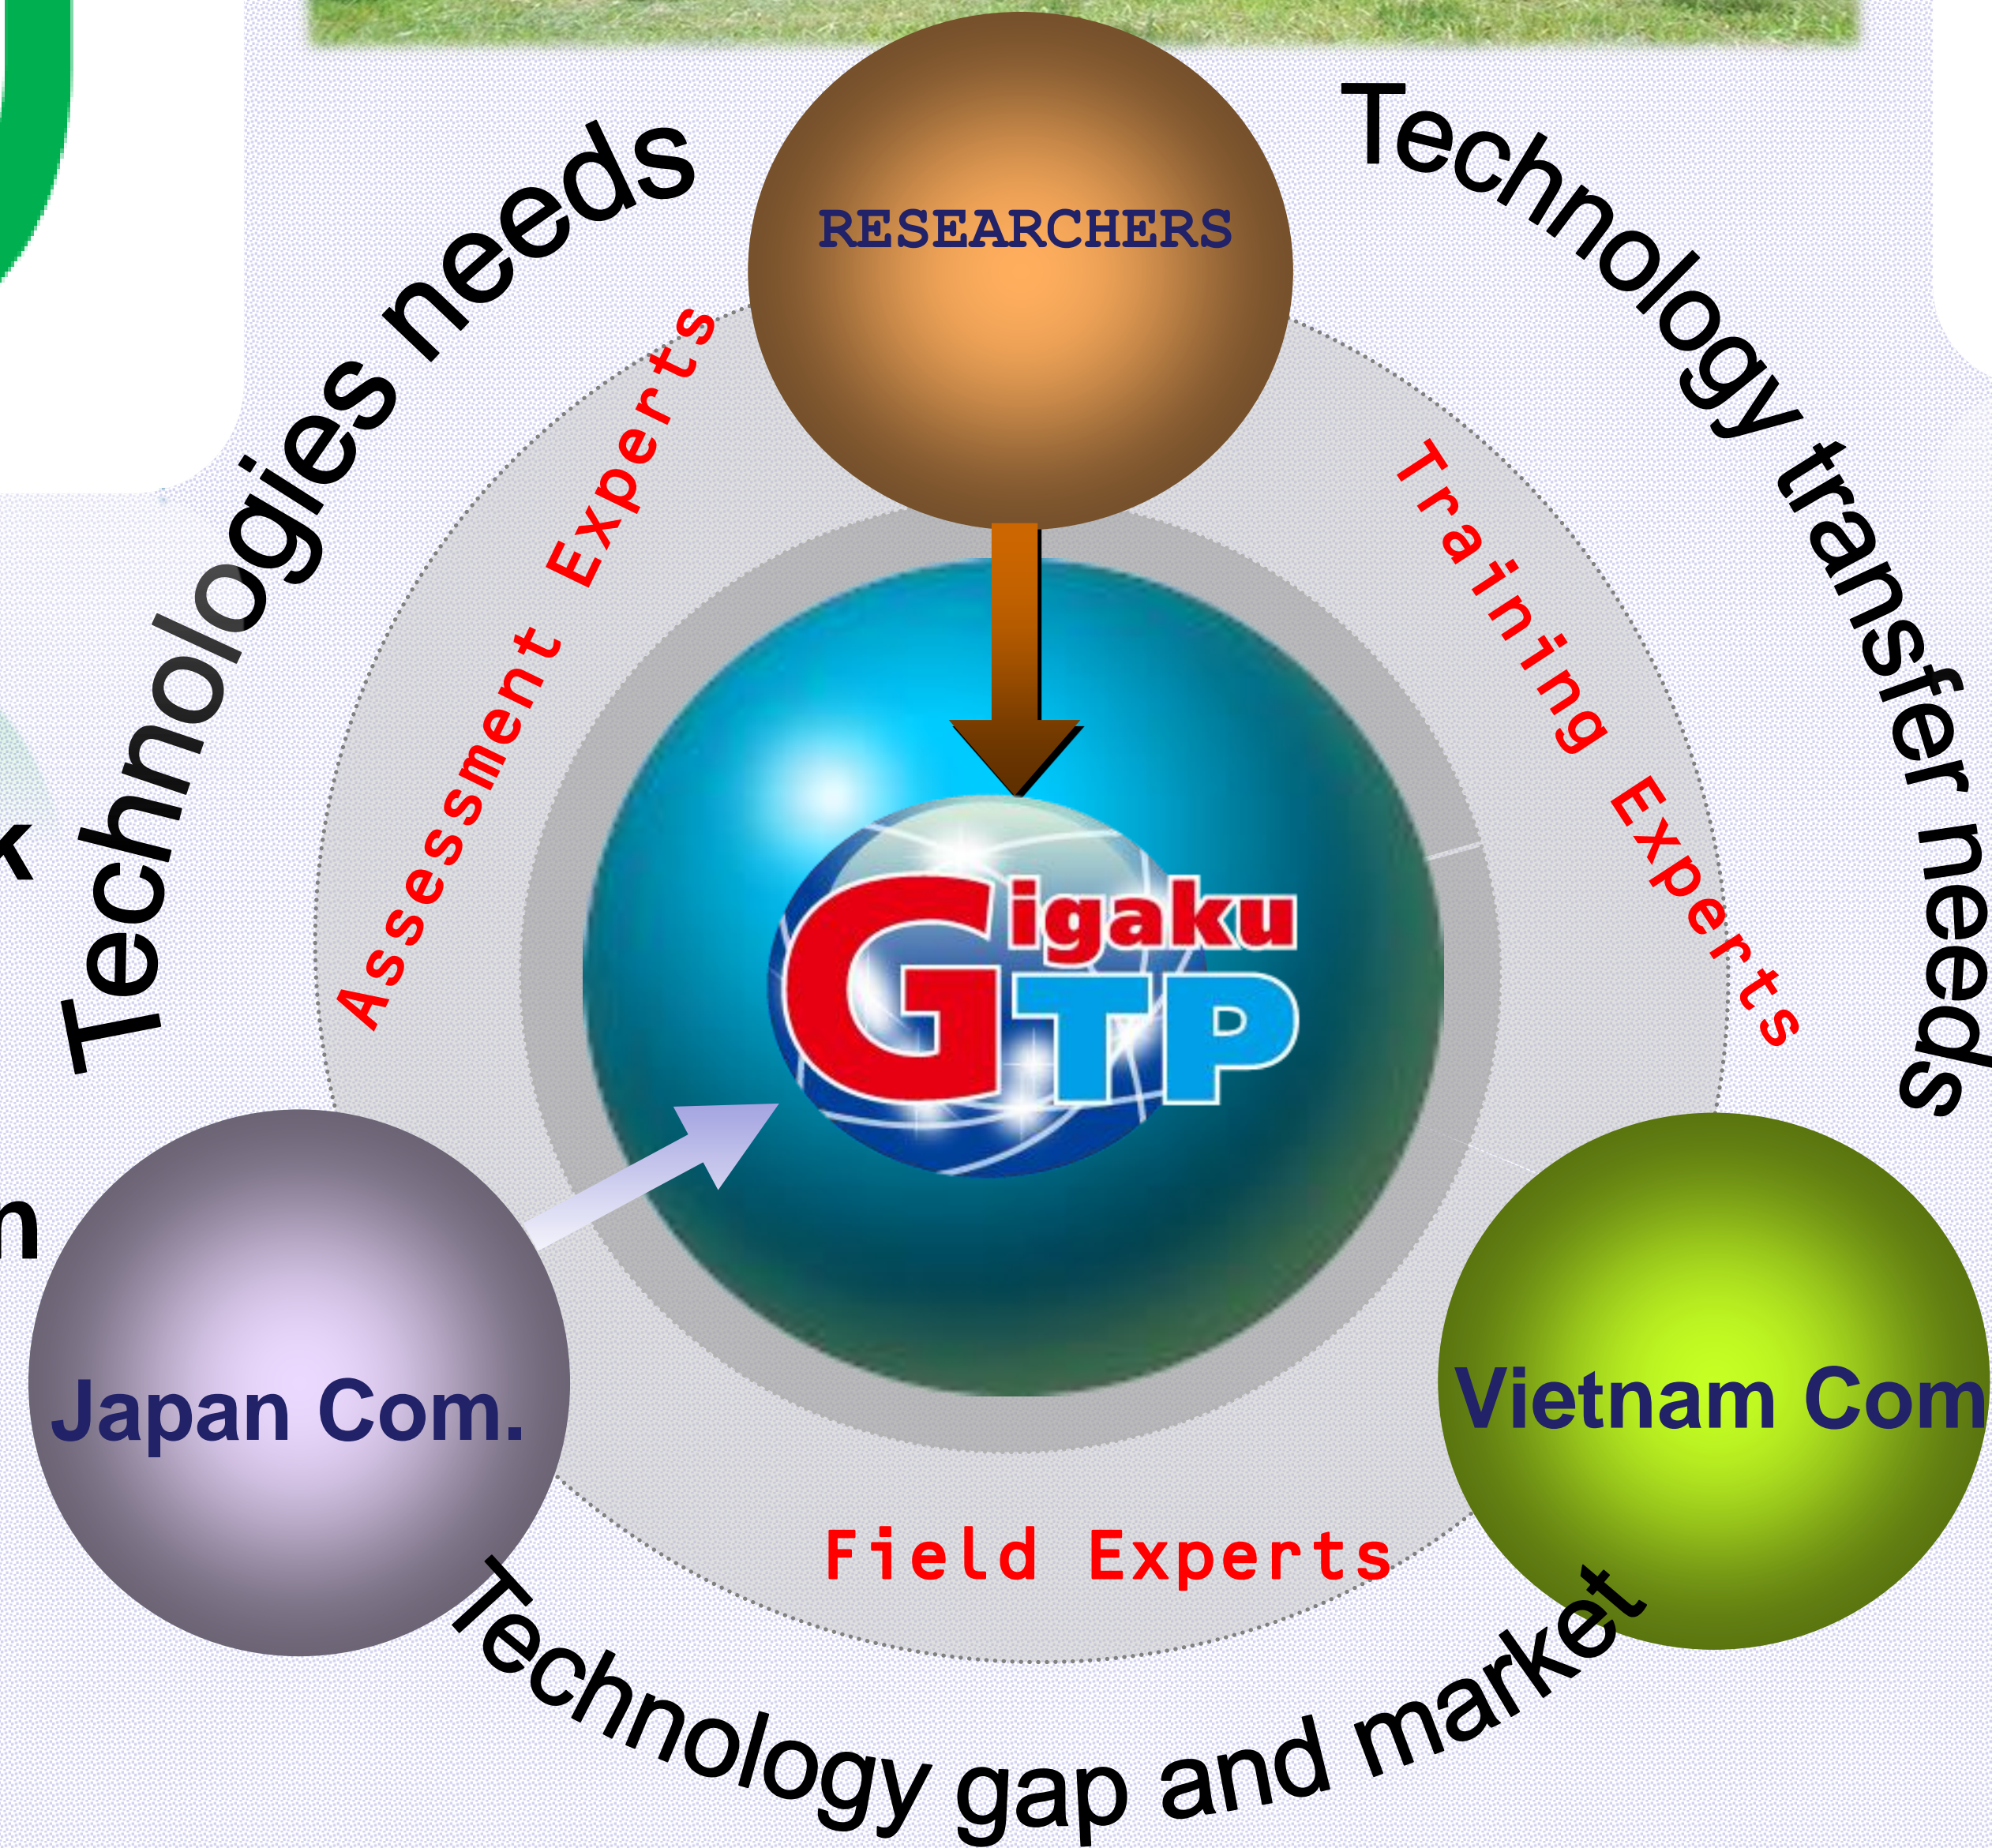 Technologies needs
Technology transfer needs
RESEARCHERS
Assessment Experts
Training Experts
Gigaku
TP
Japan Com.
Vietnam Com
Field Experts
Technology gap and market